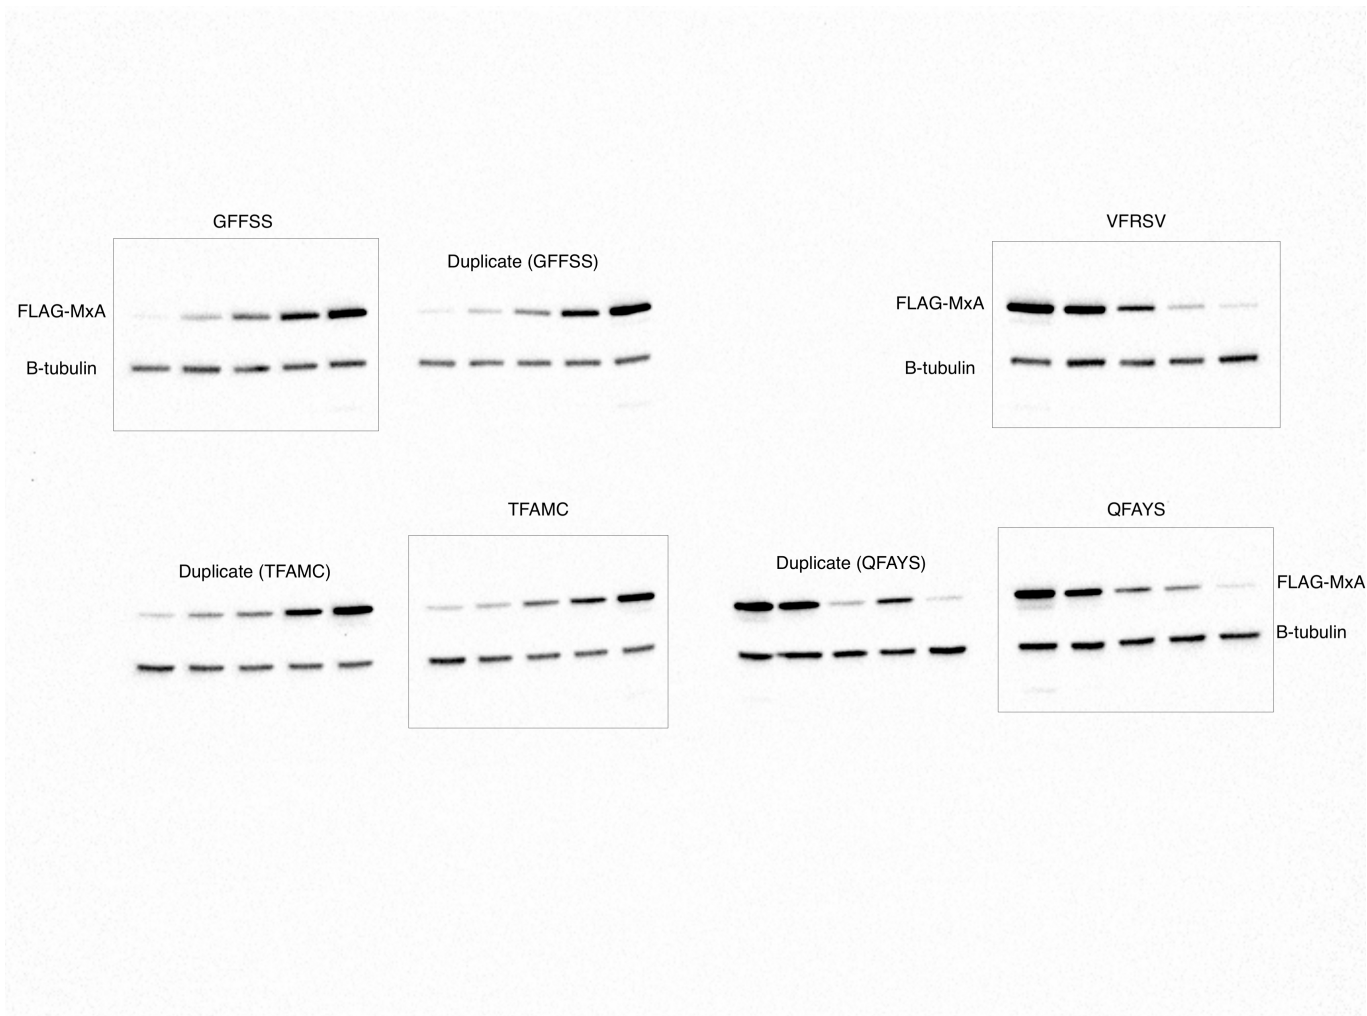 GFFSS
VFRSV
Duplicate (GFFSS)
FLAG-MxA
FLAG-MxA
B-tubulin
B-tubulin
TFAMC
QFAYS
Duplicate (TFAMC)
Duplicate (QFAYS)
FLAG-MxA
B-tubulin